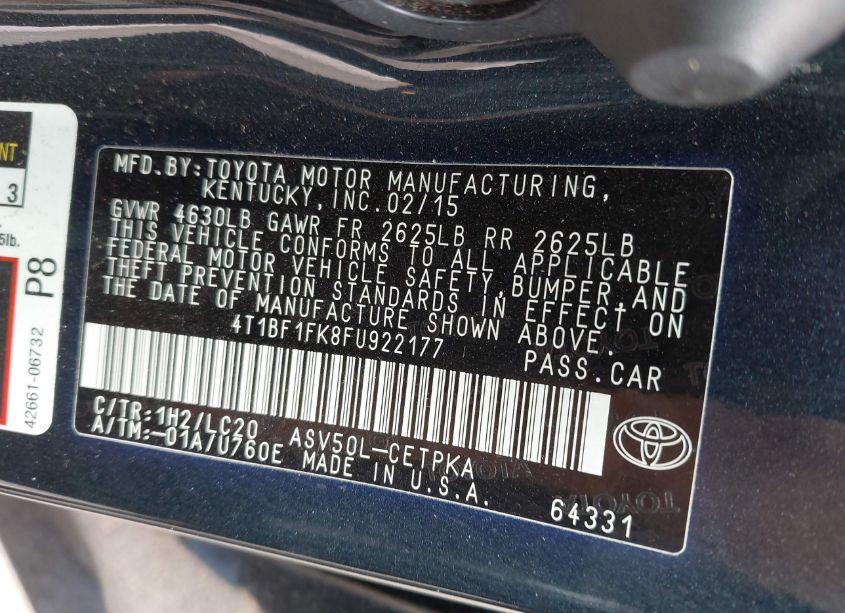 MFD.BY:TOYOTA MOTOR MANUFACTURING,
KENTUCKY,INC.02/15
GVWR 4630LB GAWR FR 2625LB RR 2625LB
THIS VEHICLE CONFORMS TO ALL APPLICABLE
FEDERAL MOTOR VEHICLE SAFETY,BUMPER,AND
THEFT PREVENTION STANDARDS IN EFFECT ON
THE DATE OF MANUFACTURE SHOWN ABOVE.
4T1BF1FK8FU922177
PASS.CAR
C/TR:1H2/LC20 ASV50L-CETPKA
A/TM:-01A/U760E MADE IN U.S.A.
64331
3
5lb.
P8
42661-06732